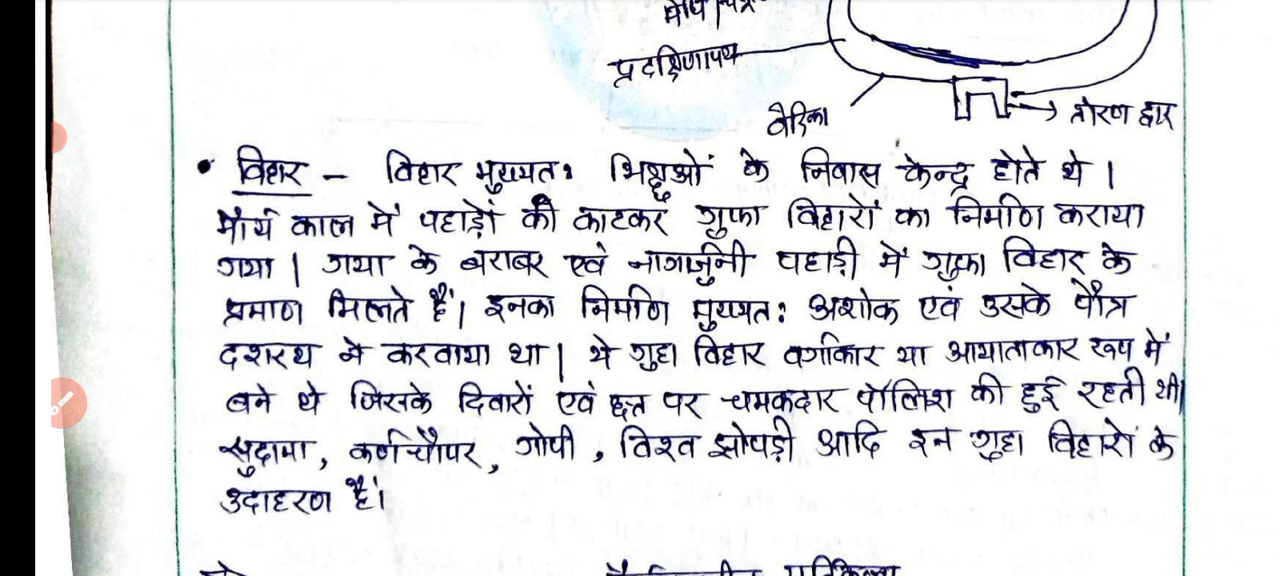 प्रदक्षिणापथ
वेदिका
→ तोरण द्वार
• विहार – विहार मुख्यतः भिक्षुओं के निवास केन्द्र होते थे।
मौर्य काल में पहाड़ों को काटकर गुफा विहारों का निर्माण कराया
गया। गया के बराबर एवं नागार्जुनी पहाड़ी में गुफा विहार के
प्रमाण मिलते हैं। इनका निर्माण मुख्यत: अशोक एवं उसके पौत्र
दशरथ ने करवाया था। ये गुहा विहार वर्गाकार या आयाताकार रूप में
बने थे जिसके दिवारों एवं छत पर चमकदार पॉलिश की हुई रहती थी।
सुदामा, कर्णचौपर, गोपी, विश्व झोपड़ी आदि इन गुहा विहारों के
उदाहरण हैं।